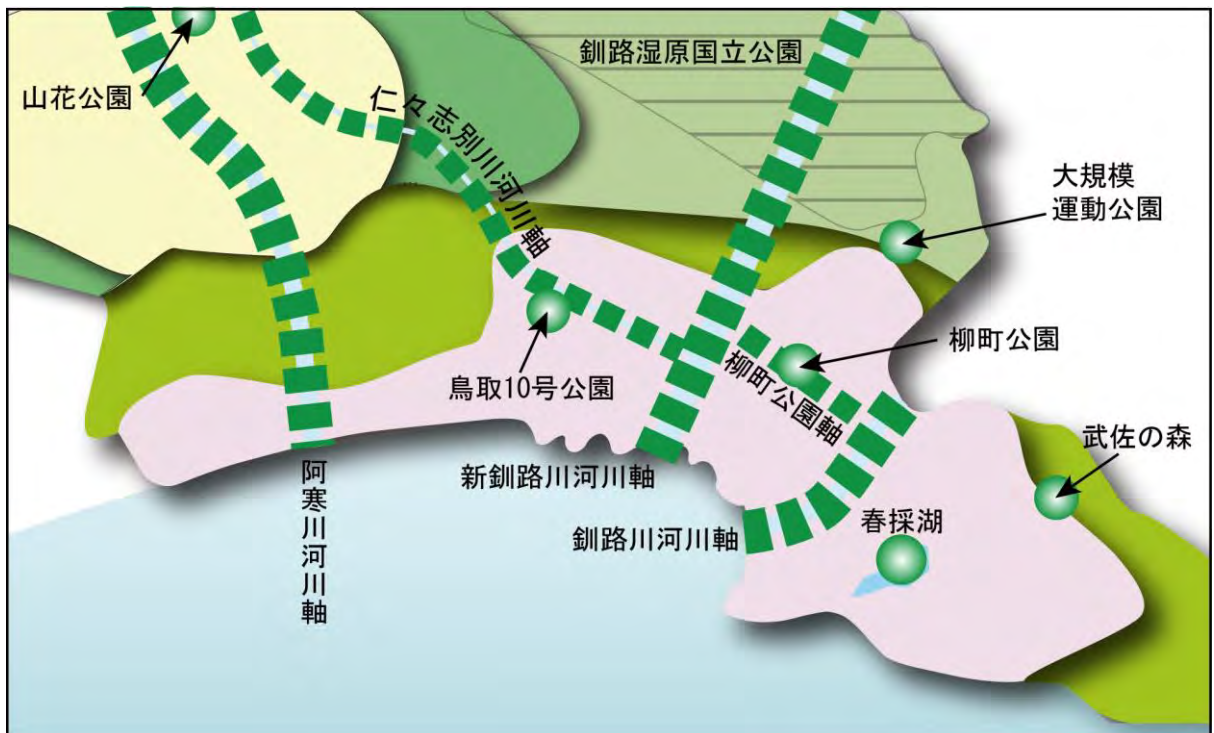 釧路湿原国立公園
山花公園
仁々志別川河川軸
大規模
運動公園
柳町公園
鳥取10号公園
柳町公園軸
武佐の森
阿寒川河川軸
新釧路川河川軸
釧路川河川軸
春採湖